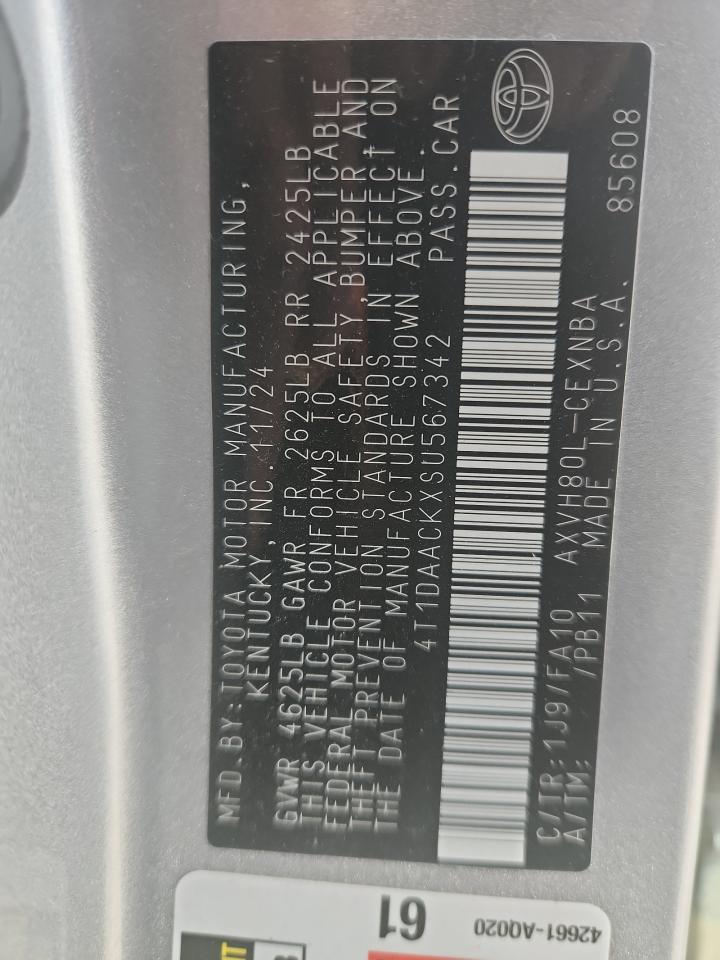 MFD.BY:TOYOTA MOTOR MANUFACTURING,
KENTUCKY,INC.11/24
GVWR 4625LB GAWR FR 2625LB RR 2425LB
THIS VEHICLE CONFORMS TO ALL APPLICABLE
FEDERAL MOTOR VEHICLE SAFETY,BUMPER AND
THEFT PREVENTION STANDARDS IN EFFECT ON
THE DATE OF MANUFACTURE SHOWN ABOVE.
4T1DAACKXSU567342 PASS.CAR
C/TR:1J9/FA10 AXVH80L-CEXNBA 85608
A/TM: /PB11 MADE IN U.S.A.
61
42661-AQ020